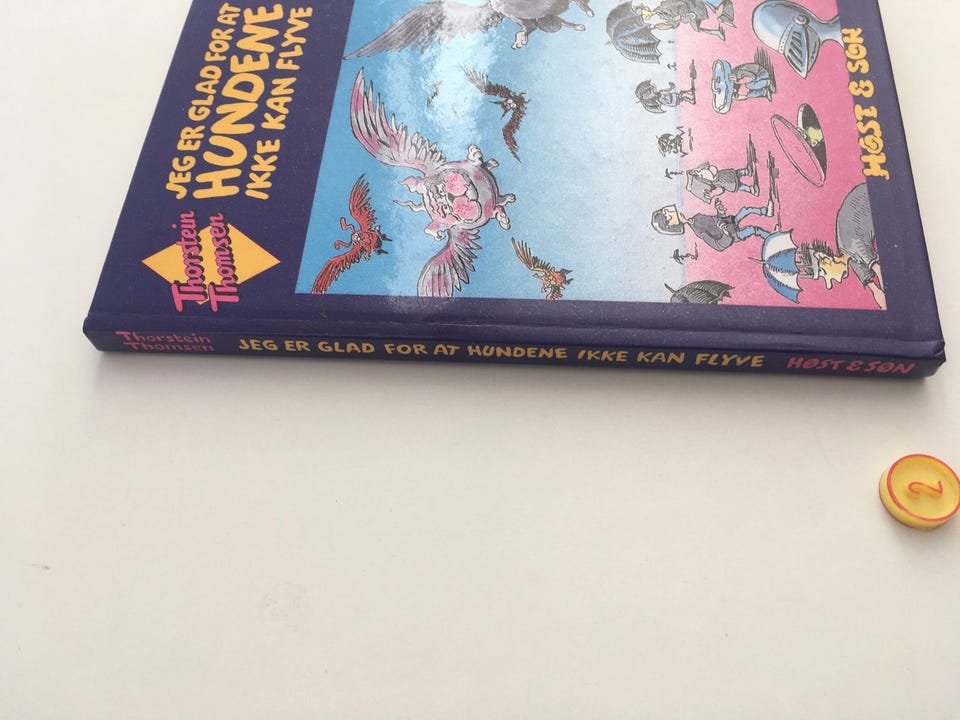 JEG ER GLAD FOR AT
HUNDENE
IKKE KAN FLYVE
Thorstein
Thomsen
HØST & SØN
Thorstein
Thomsen
JEG ER GLAD FOR AT HUNDENE IKKE KAN FLYVE
HØST & SØN
2